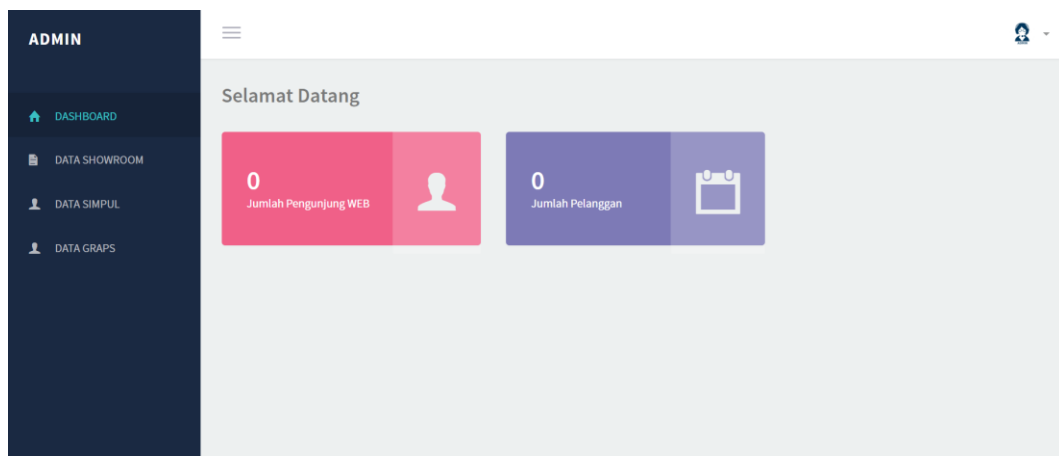 ADMIN
DASHBOARD
DATA SHOWROOM
DATA SIMPUL
DATA GRAPS
Selamat Datang
0
Jumlah Pengunjung WEB
0
Jumlah Pelanggan